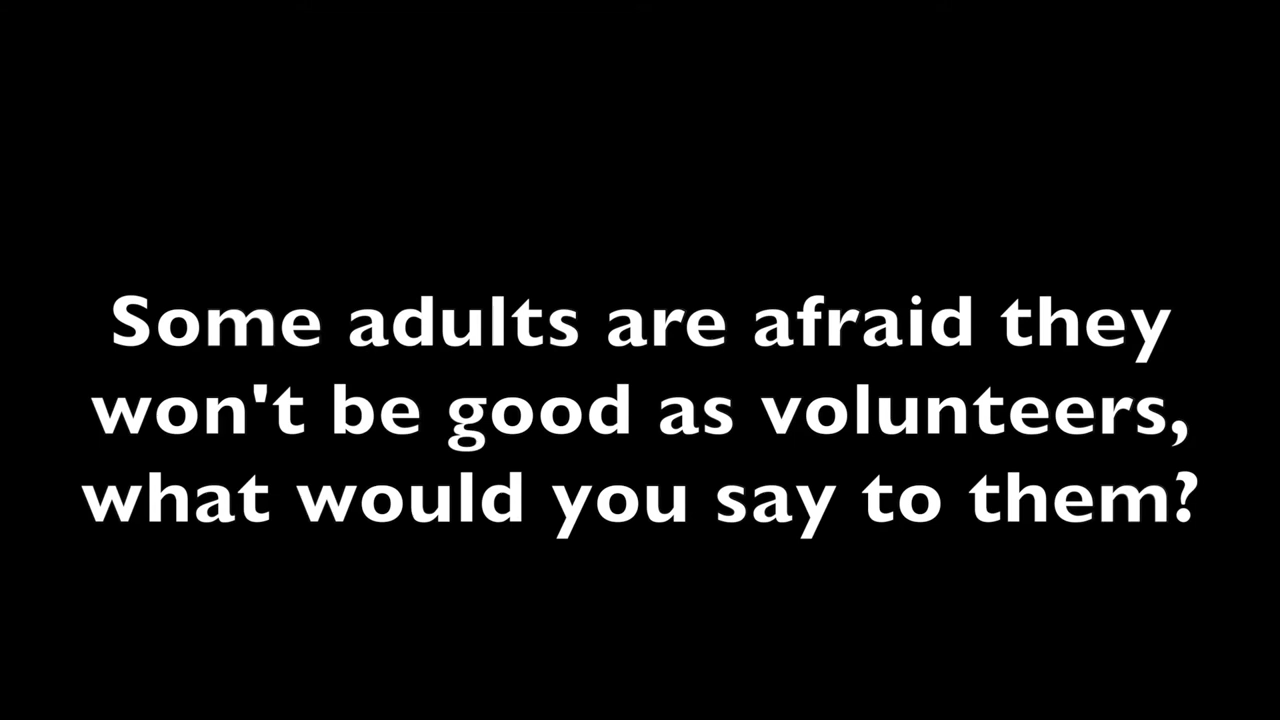 Some adults are afraid they
won't be good as volunteers,
what would you say to them?